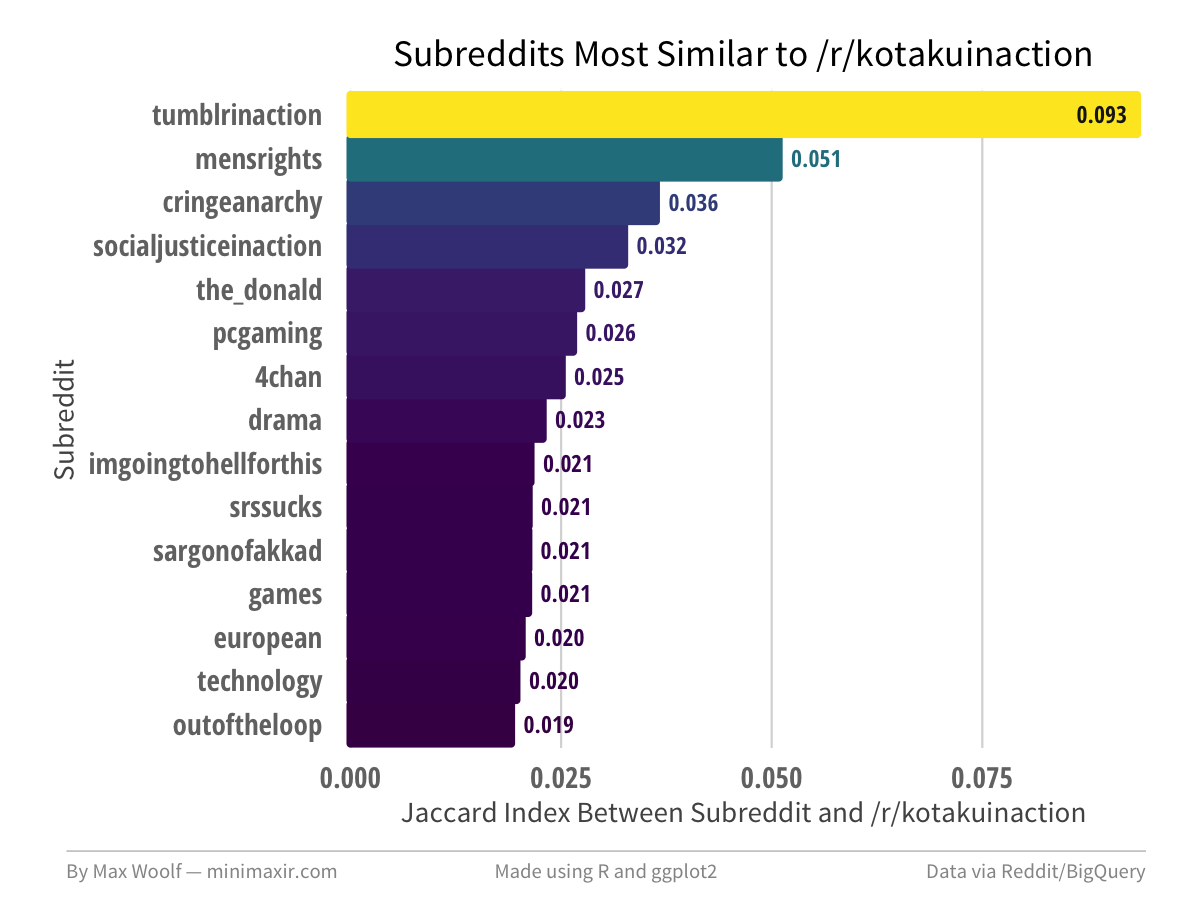 Subreddits Most Similar to /r/kotakuinaction
tumblrinaction 0.093
mensrights 0.051
cringeanarchy 0.036
socialjusticeinaction 0.032
the_donald 0.027
pcgaming 0.026
4chan 0.025
drama 0.023
imgoingtohellforthis 0.021
srssucks 0.021
sargonofakkad 0.021
games 0.021
european 0.020
technology 0.020
outoftheloop 0.019
Subreddit
0.000 0.025 0.050 0.075
Jaccard Index Between Subreddit and /r/kotakuinaction
By Max Woolf — minimaxir.com Made using R and ggplot2 Data via Reddit/BigQuery